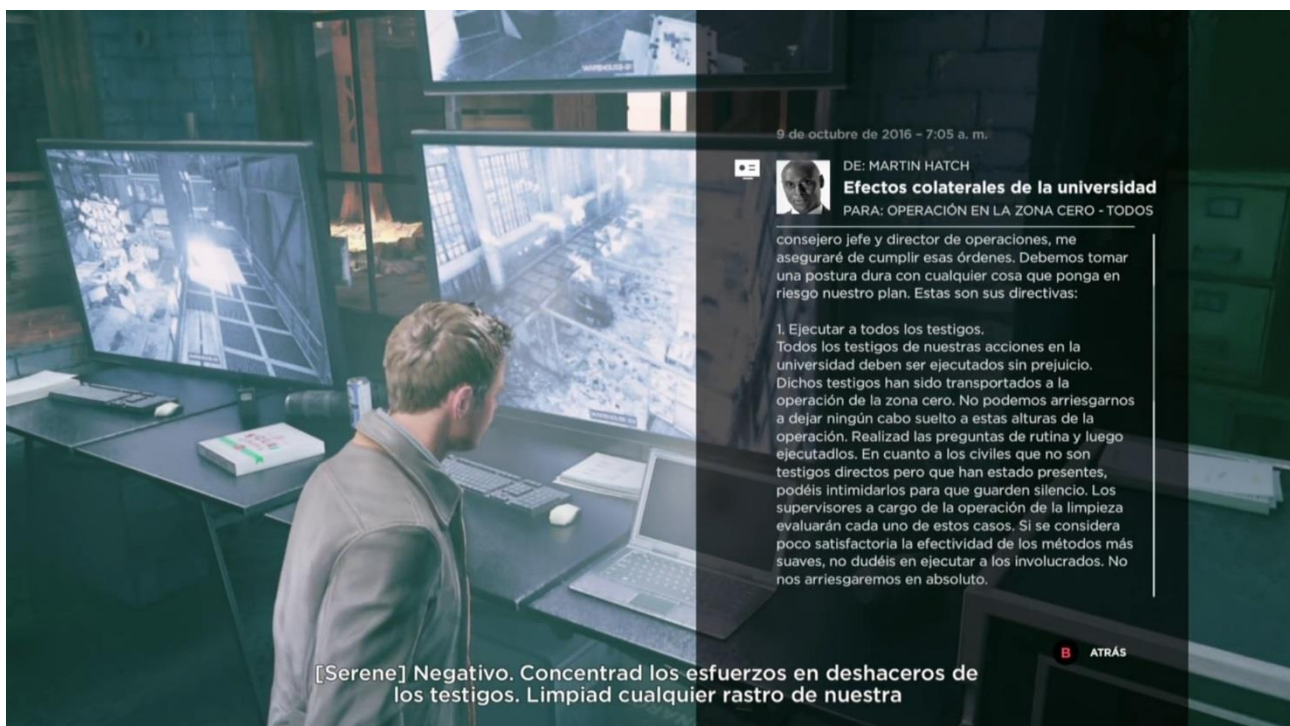 9 de octubre de 2016 – 7:05 a. m.
DE: MARTIN HATCH
Efectos colaterales de la universidad
PARA: OPERACIÓN EN LA ZONA CERO - TODOS
consejero jefe y director de operaciones, me
aseguraré de cumplir esas órdenes. Debemos tomar
una postura dura con cualquier cosa que ponga en
riesgo nuestro plan. Estas son sus directivas:
1. Ejecutar a todos los testigos.
Todos los testigos de nuestras acciones en la
universidad deben ser ejecutados sin prejuicio.
Dichos testigos han sido transportados a la
operación de la zona cero. No podemos arriesgarnos
a dejar ningún cabo suelto a estas alturas de la
operación. Realizad las preguntas de rutina y luego
ejecutadlos. En cuanto a los civiles que no son
testigos directos pero que han estado presentes,
podéis intimidarlos para que guarden silencio. Los
supervisores a cargo de la operación de la limpieza
evaluarán cada uno de estos casos. Si se considera
poco satisfactoria la efectividad de los métodos más
suaves, no dudéis en ejecutar a los involucrados. No
nos arriesgaremos en absoluto.
B ATRÁS
[Serene] Negativo. Concentrad los esfuerzos en deshaceros de
los testigos. Limpiad cualquier rastro de nuestra